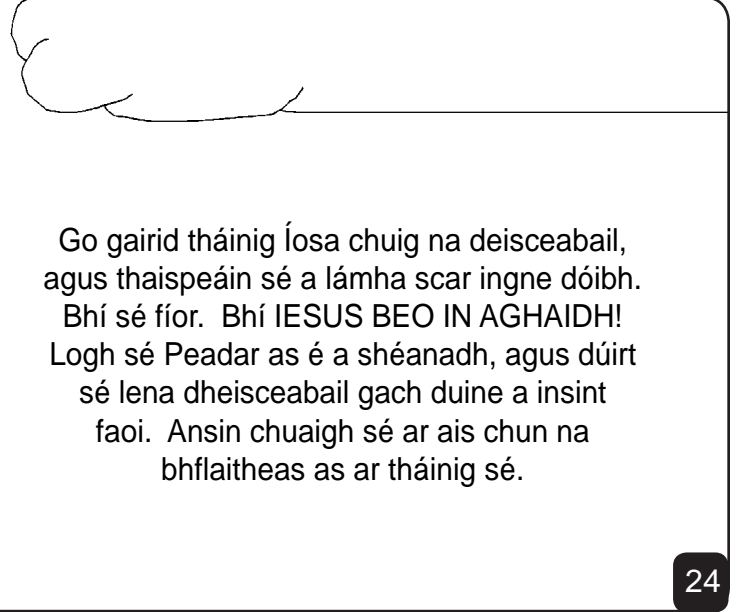 Go gairid tháinig Íosa chuig na deisceabail,
agus thaispeáin sé a lámha scar ingne dóibh.
Bhí sé fíor.  Bhí IESUS BEO IN AGHAIDH!
Logh sé Peadar as é a shéanadh, agus dúirt
sé lena dheisceabail gach duine a insint
faoi.  Ansin chuaigh sé ar ais chun na
bhflaitheas as ar tháinig sé.
24